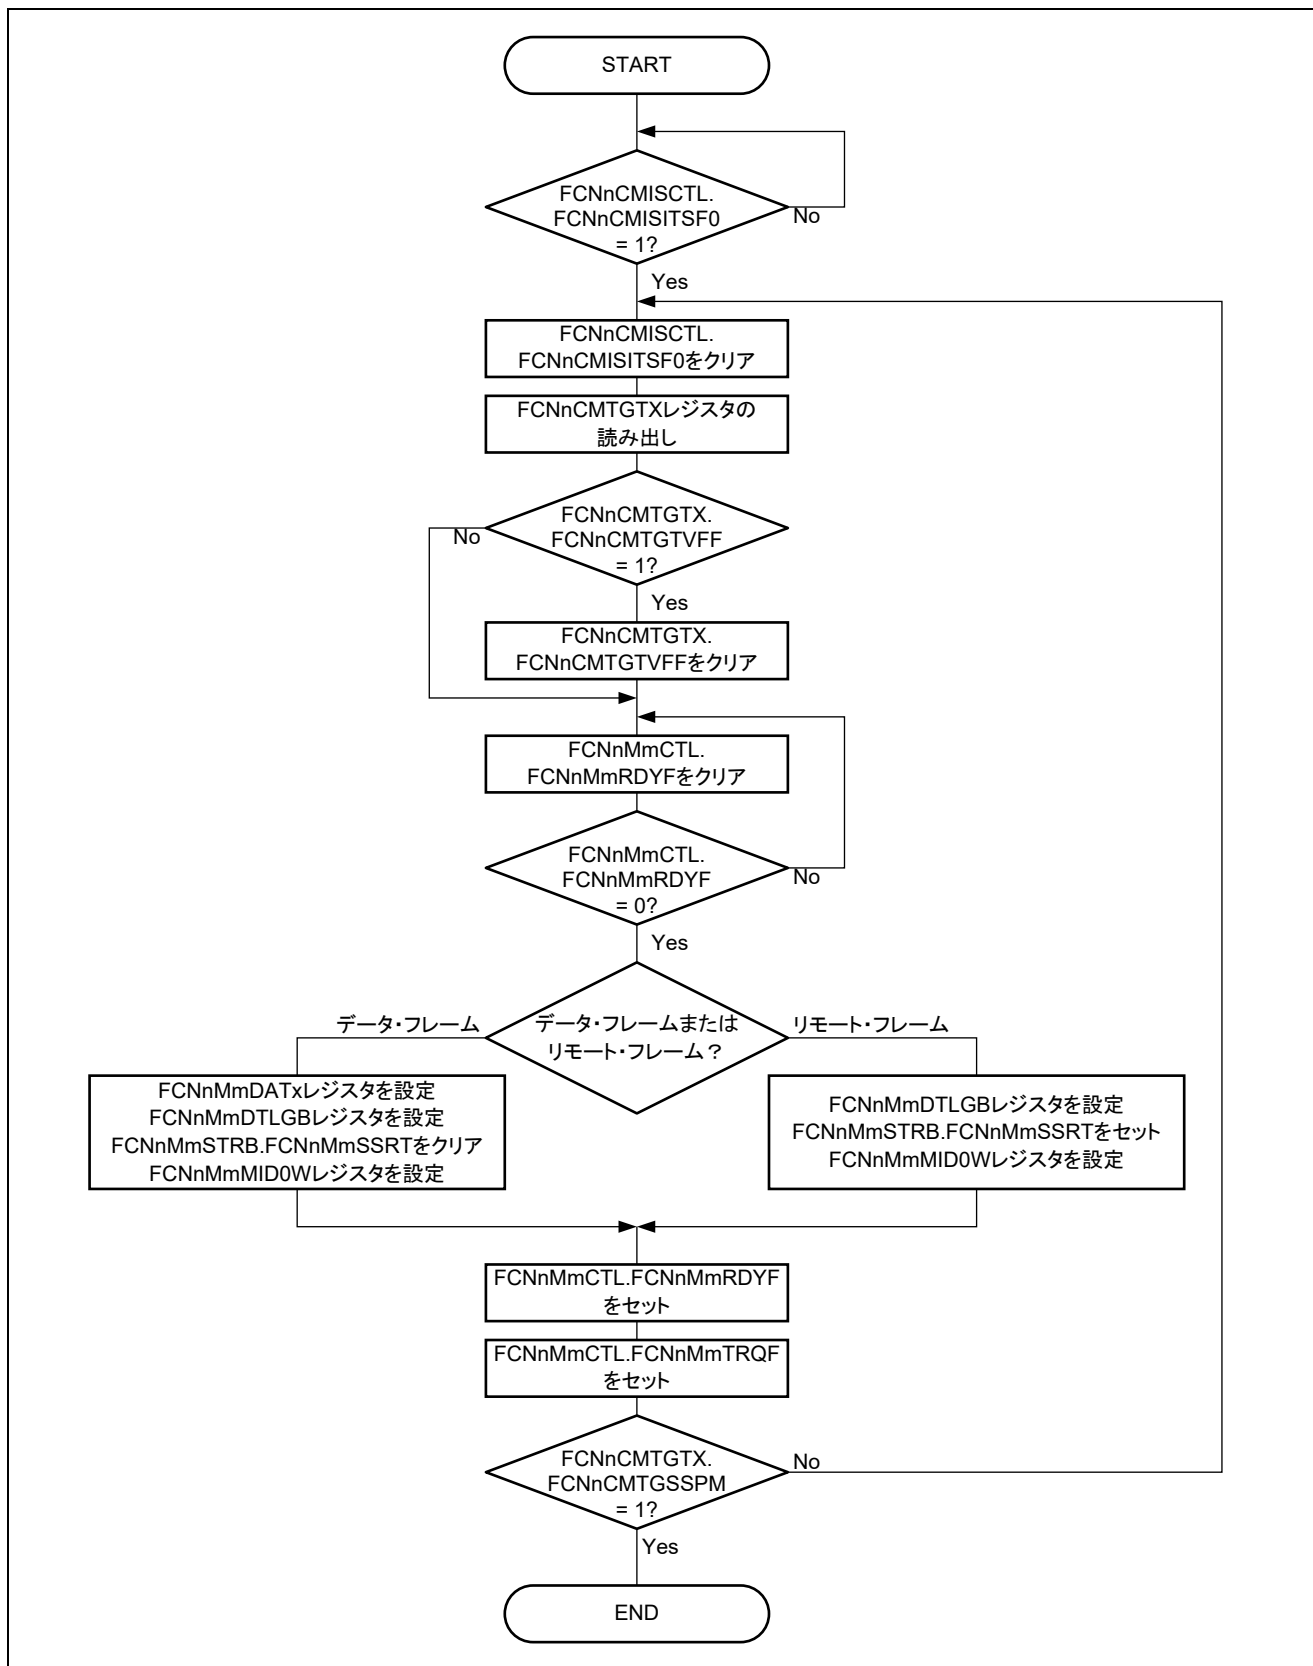 START
FCNnCMISCTL.
FCNnCMISITSF0
= 1?
No
Yes
FCNnCMISCTL.
FCNnCMISITSF0をクリア
FCNnCMTGTXレジスタの
読み出し
FCNnCMTGTX.
FCNnCMTGTVFF
= 1?
No
Yes
FCNnCMTGTX.
FCNnCMTGTVFFをクリア
FCNnMmCTL.
FCNnMmRDYFをクリア
FCNnMmCTL.
FCNnMmRDYF
= 0?
No
Yes
データ・フレーム
データ・フレームまたは
リモート・フレーム？
リモート・フレーム
FCNnMmDATxレジスタを設定
FCNnMmDTLGBレジスタを設定
FCNnMmSTRB.FCNnMmSSRTをクリア
FCNnMmMID0Wレジスタを設定
FCNnMmDTLGBレジスタを設定
FCNnMmSTRB.FCNnMmSSRTをセット
FCNnMmMID0Wレジスタを設定
FCNnMmCTL.FCNnMmRDYF
をセット
FCNnMmCTL.FCNnMmTRQF
をセット
FCNnCMTGTX.
FCNnCMTGSSPM
= 1?
No
Yes
END